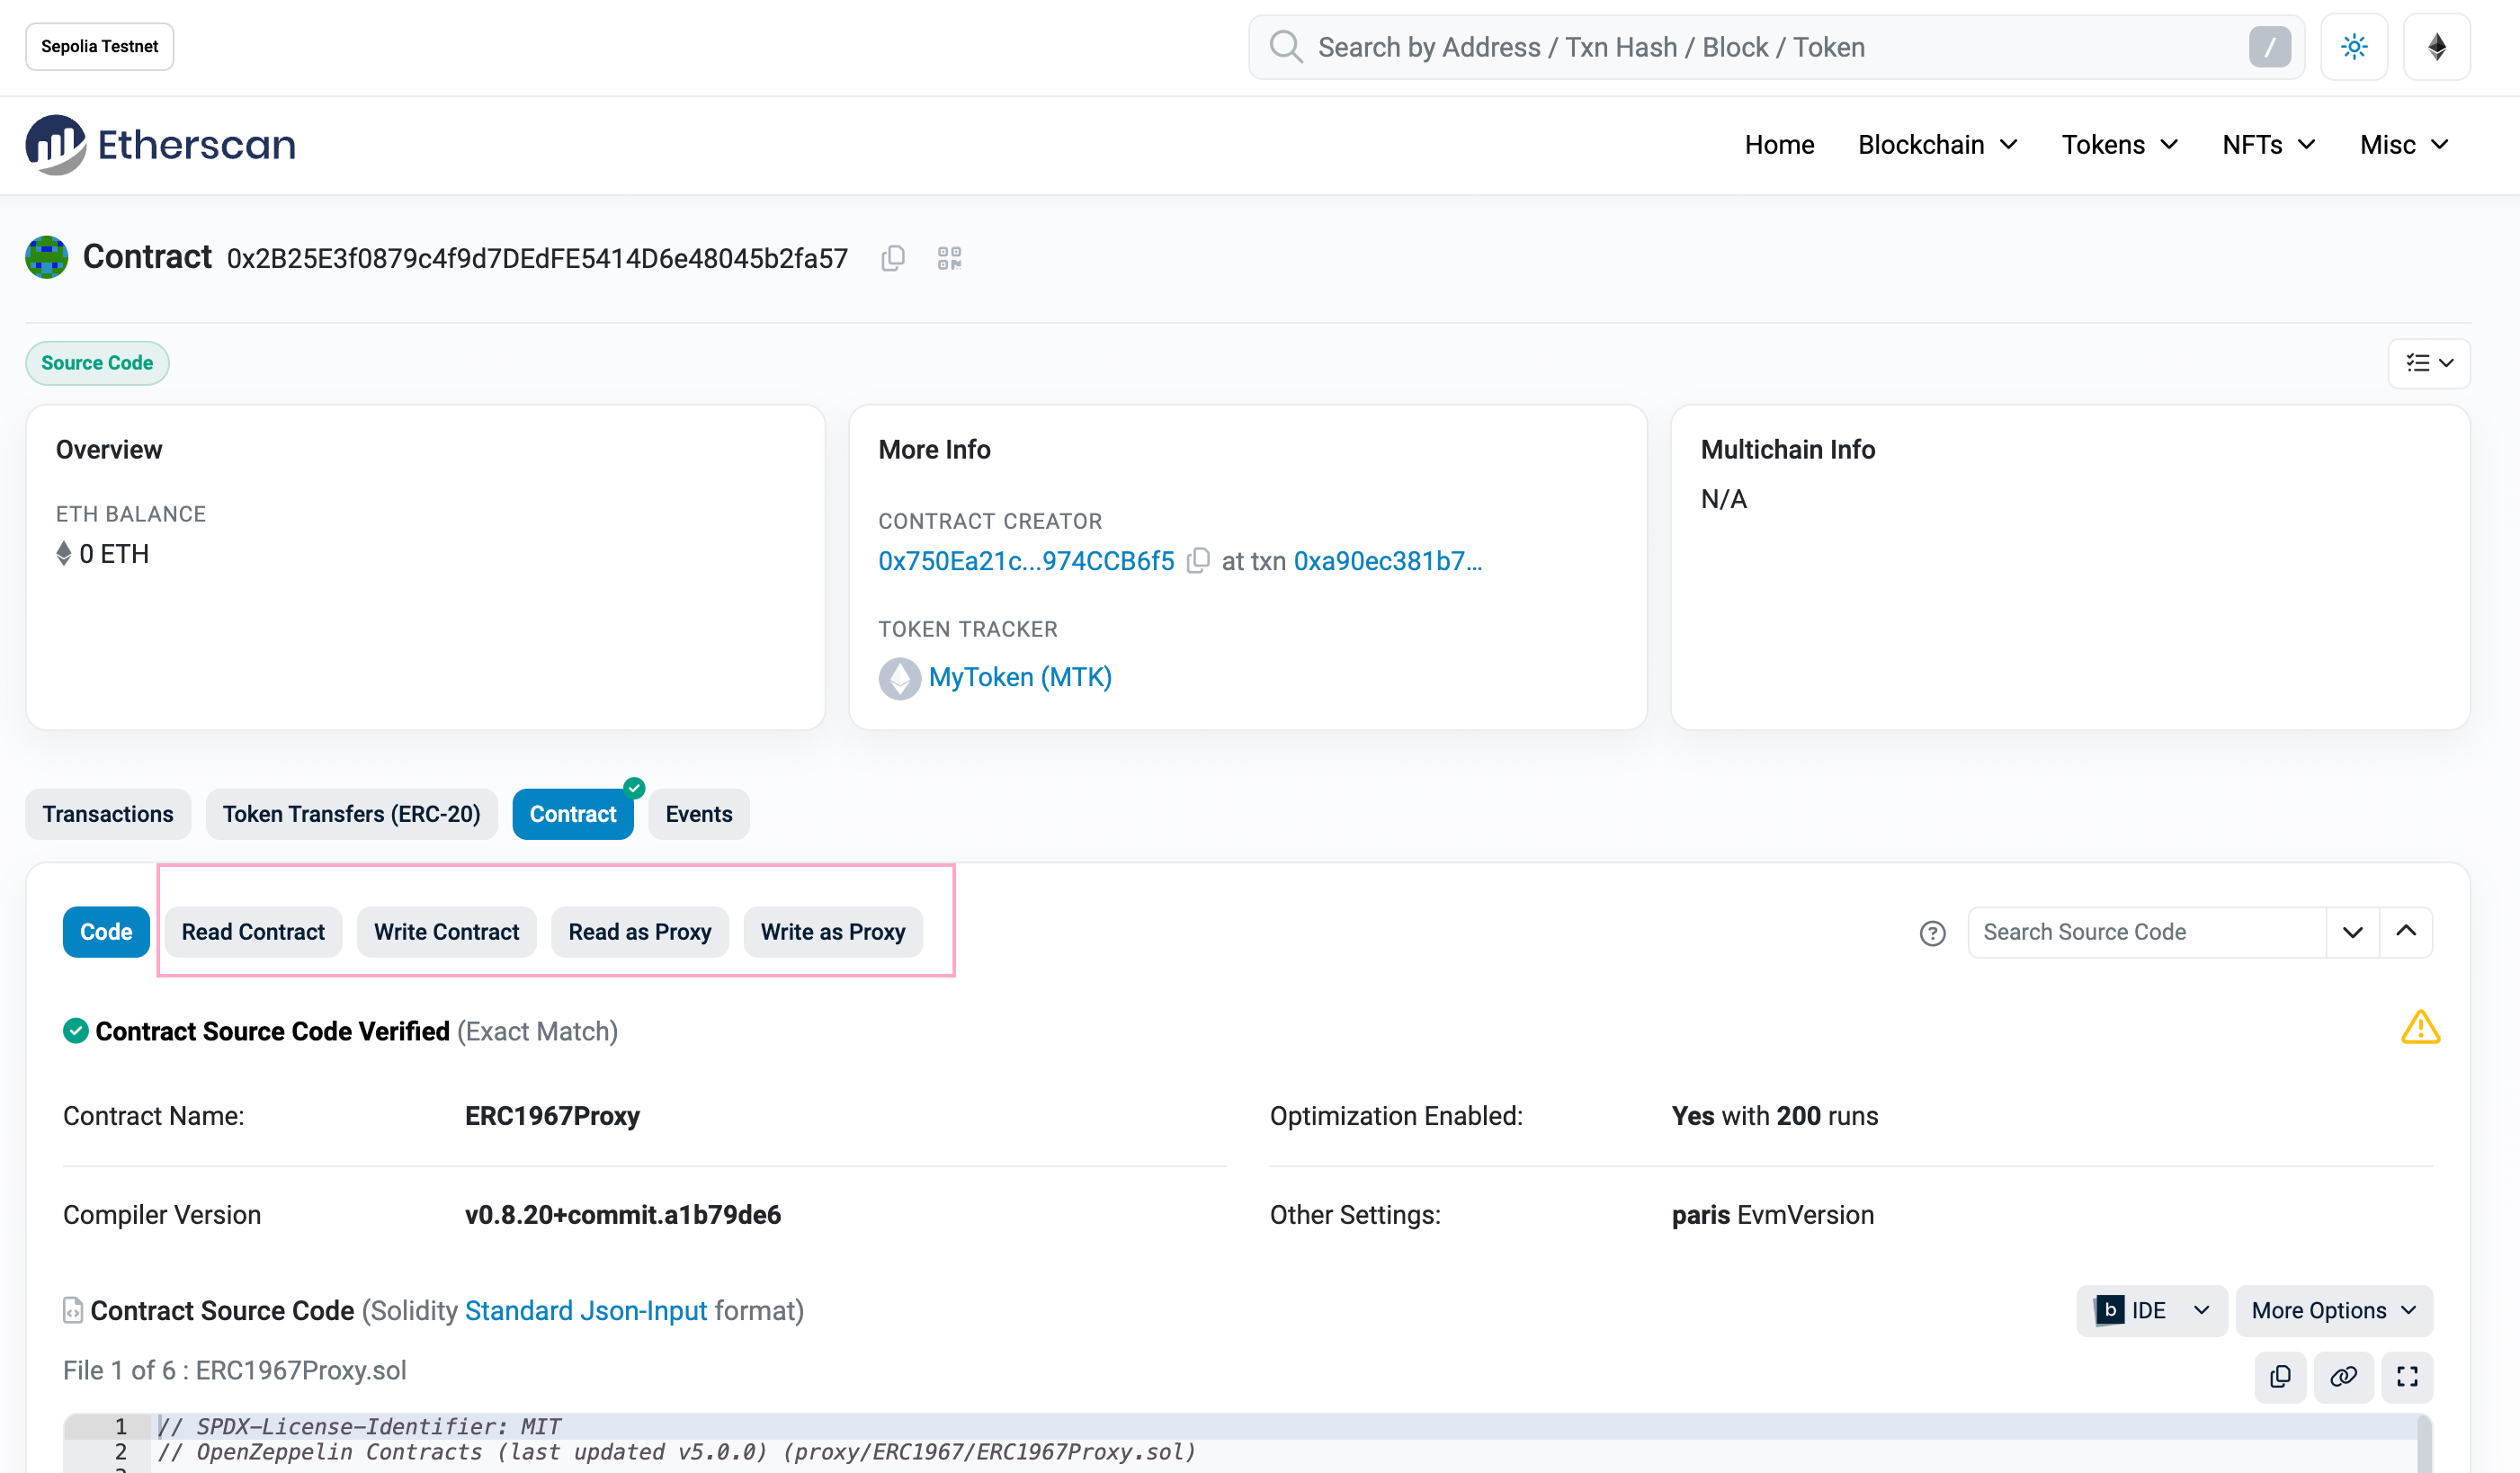 Sepolia Testnet
Search by Address / Txn Hash / Block / Token
/
Etherscan
Home
Blockchain
Tokens
NFTs
Misc
Contract 0x2B25E3f0879c4f9d7DEdFE5414D6e48045b2fa57
Source Code
Overview
ETH BALANCE
0 ETH
More Info
CONTRACT CREATOR
0x750Ea21c...974CCB6f5 at txn 0xa90ec381b7...
TOKEN TRACKER
MyToken (MTK)
Multichain Info
N/A
Transactions
Token Transfers (ERC-20)
Contract
Events
Code
Read Contract
Write Contract
Read as Proxy
Write as Proxy
?
Search Source Code
Contract Source Code Verified (Exact Match)
Contract Name:
ERC1967Proxy
Optimization Enabled:
Yes with 200 runs
Compiler Version
v0.8.20+commit.a1b79de6
Other Settings:
paris EvmVersion
Contract Source Code (Solidity Standard Json-Input format)
b IDE
More Options
File 1 of 6 : ERC1967Proxy.sol
1 // SPDX-License-Identifier: MIT
2 // OpenZeppelin Contracts (last updated v5.0.0) (proxy/ERC1967/ERC1967Proxy.sol)